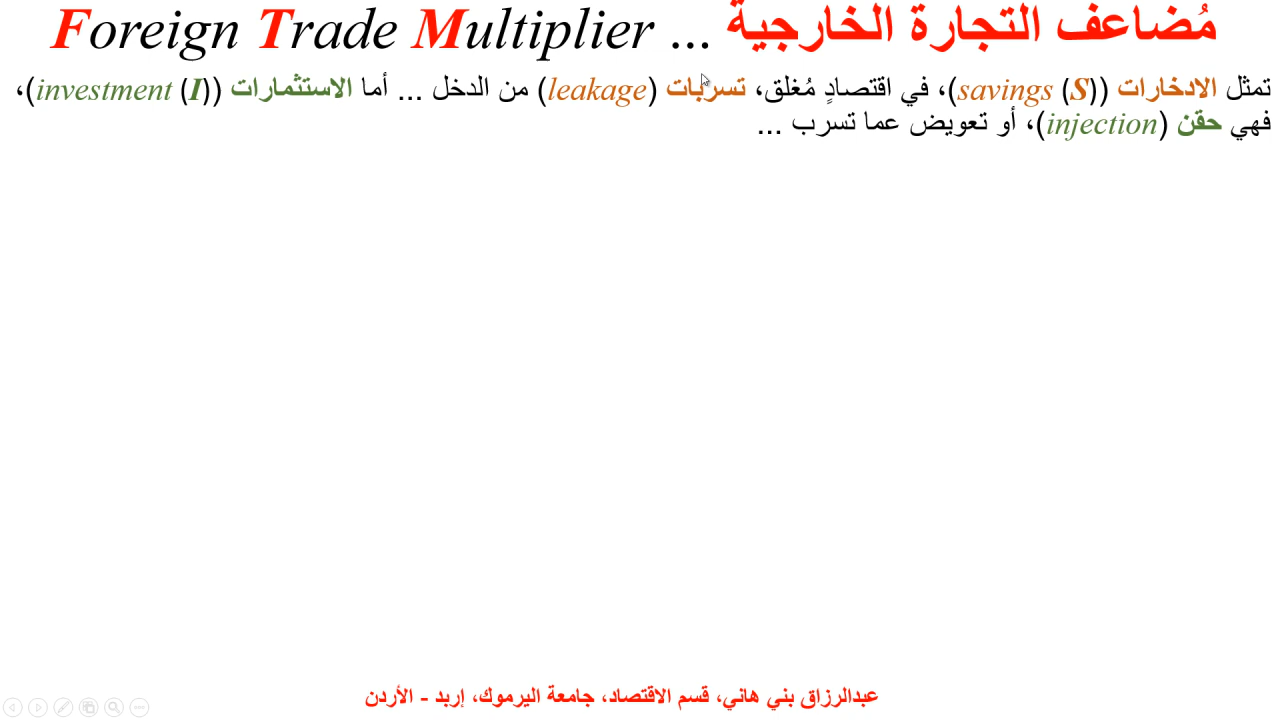 مُضاعف التجارة الخارجية ... Foreign Trade Multiplier
تمثل الادخارات (savings (S))، في اقتصادٍ مُغلق، تسربات (leakage) من الدخل ... أما الاستثمارات (investment (I))،
فهي حقن (injection)، أو تعويض عما تسرب ...
عبدالرزاق بني هاني، قسم الاقتصاد، جامعة اليرموك، إربد - الأردن